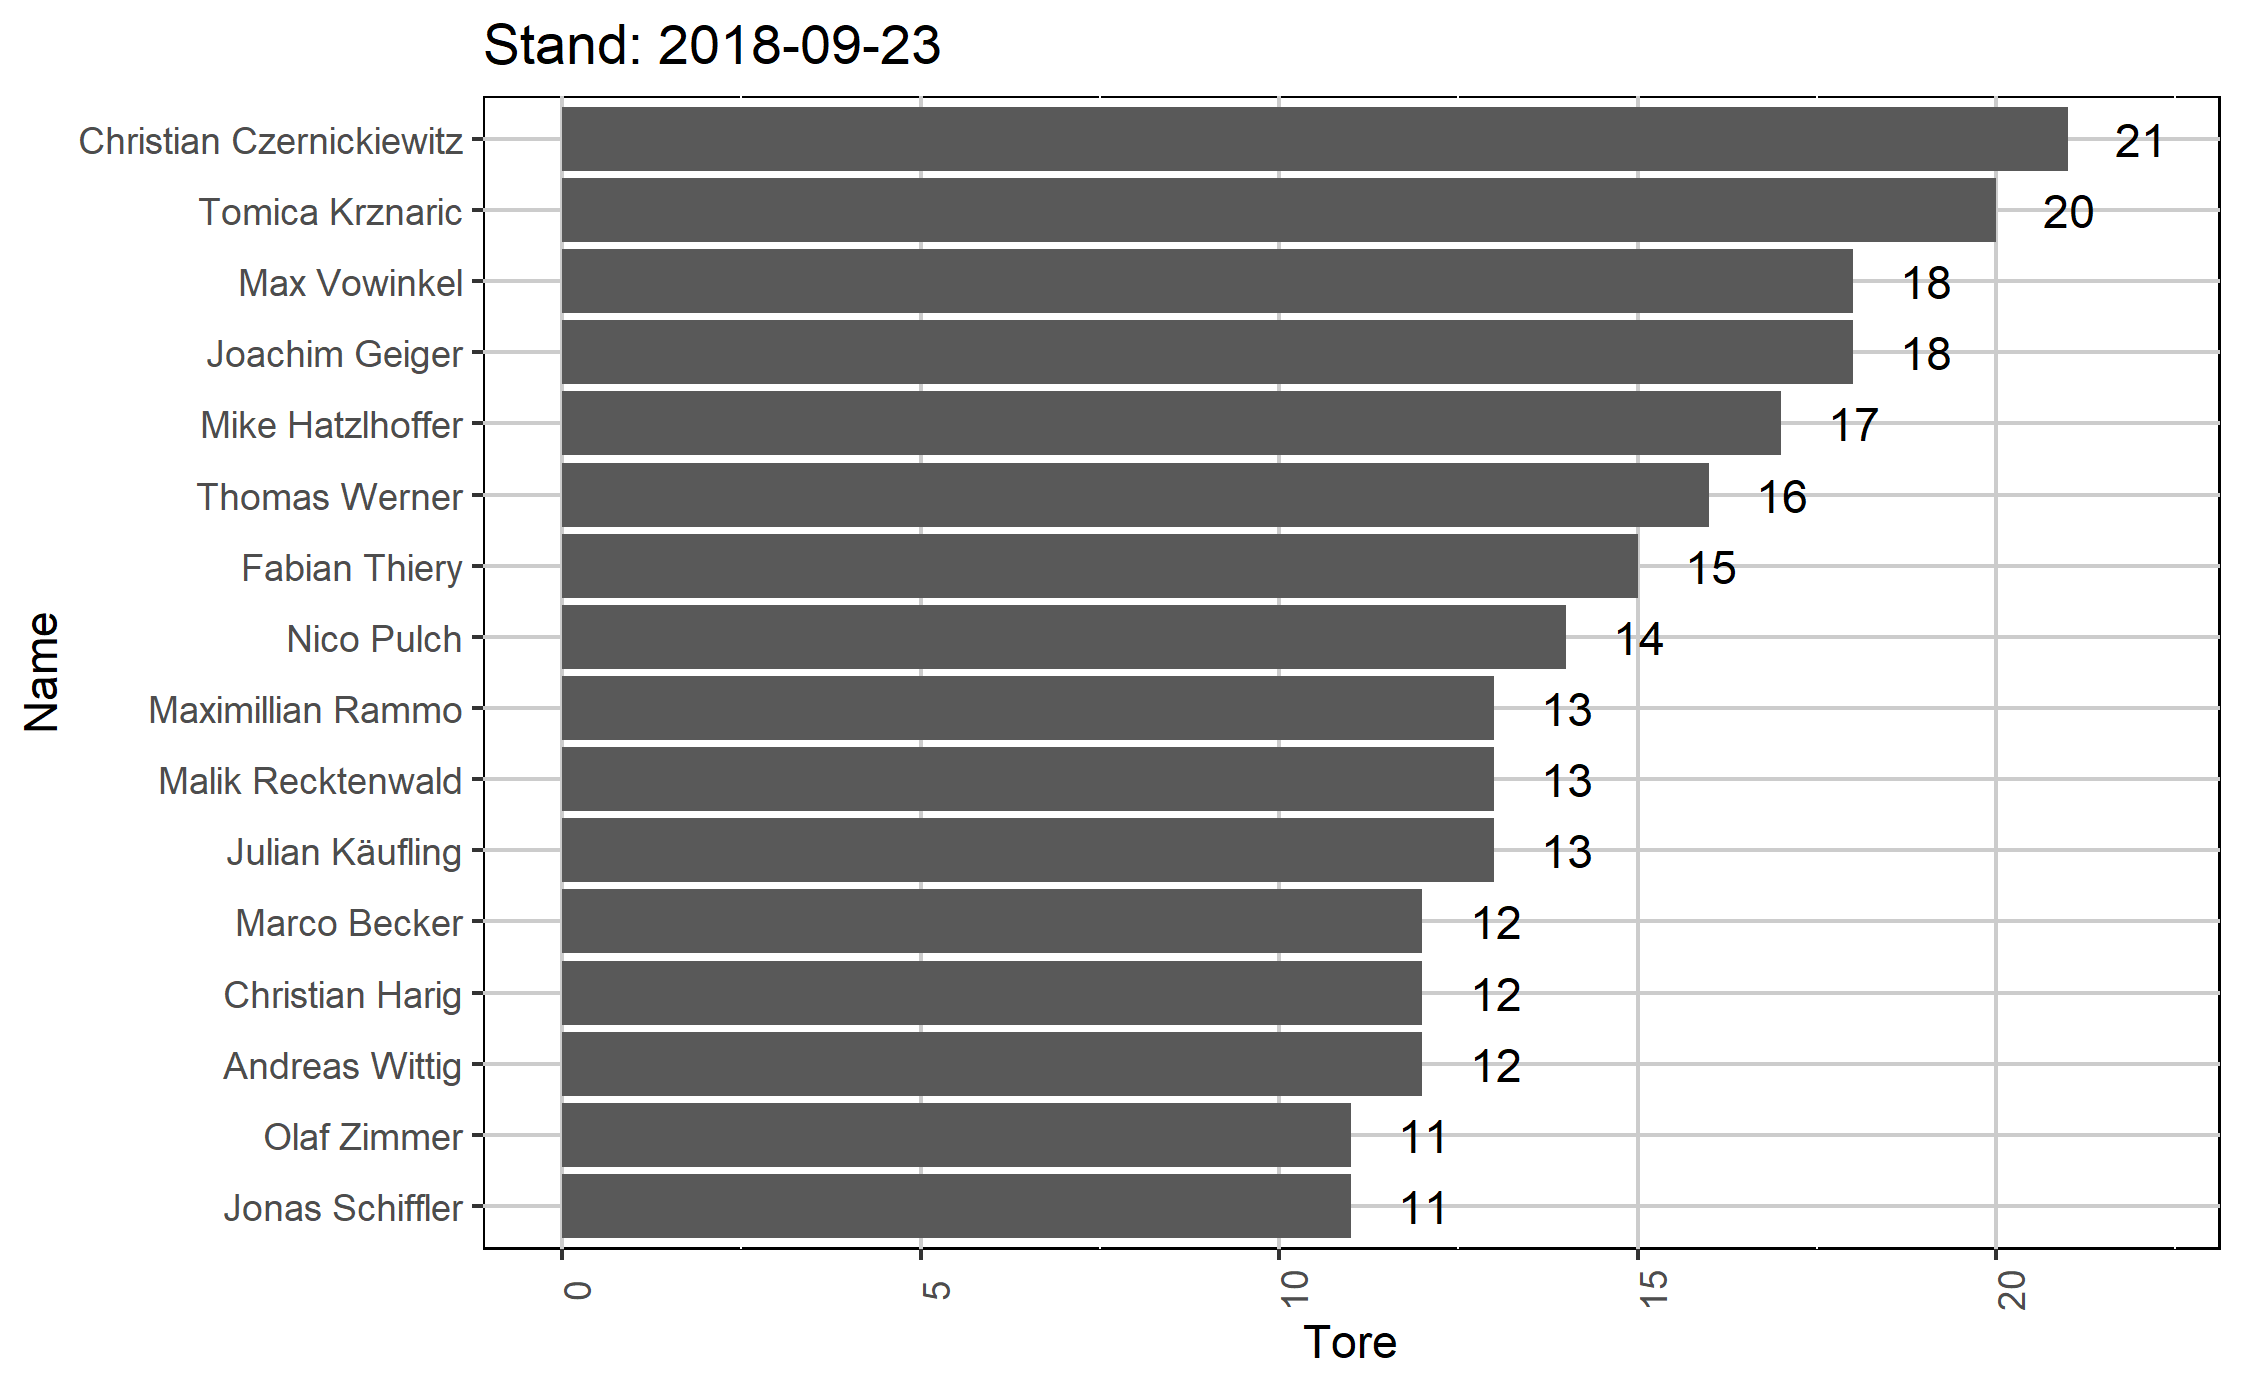 Stand: 2018-09-23
Christian Czernickiewitz 21
Tomica Krznaric 20
Max Vowinkel 18
Joachim Geiger 18
Mike Hatzlhoffer 17
Thomas Werner 16
Fabian Thiery 15
Nico Pulch 14
Maximillian Rammo 13
Malik Recktenwald 13
Julian Käufling 13
Marco Becker 12
Christian Harig 12
Andreas Wittig 12
Olaf Zimmer 11
Jonas Schiffler 11
Name
0 5 10 15 20
Tore